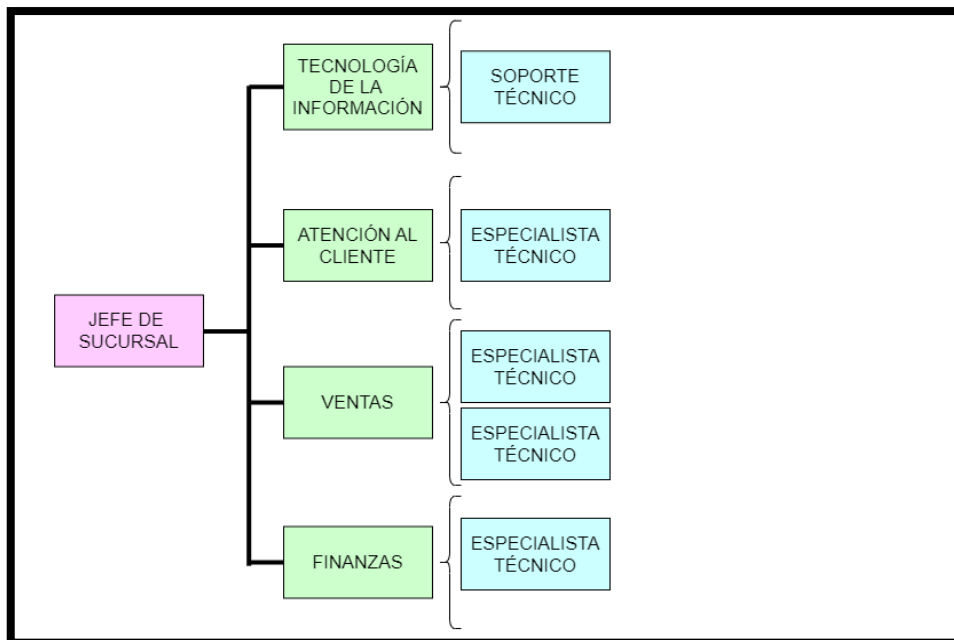 TECNOLOGÍA
DE LA
INFORMACIÓN
SOPORTE
TÉCNICO
ATENCIÓN AL
CLIENTE
ESPECIALISTA
TÉCNICO
JEFE DE
SUCURSAL
VENTAS
ESPECIALISTA
TÉCNICO
ESPECIALISTA
TÉCNICO
FINANZAS
ESPECIALISTA
TÉCNICO